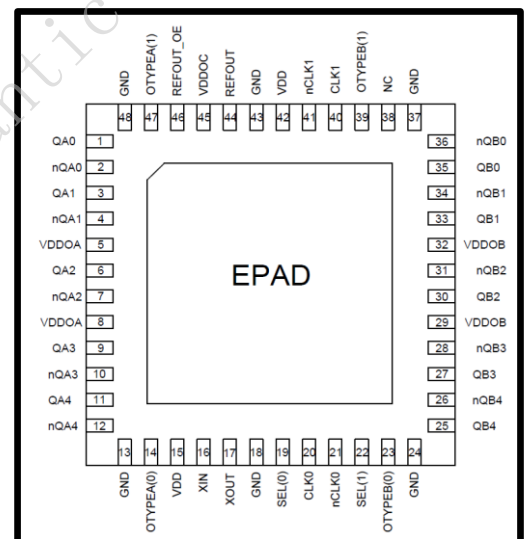 antic
GND OTYPEA(1) REFOUT_OE VDDOC REFOUT GND VDD nCLK1 CLK1 OTYPEB(1) NC GND
48 47 46 45 44 43 42 41 40 39 38 37
QA0 1 36 nQB0
nQA0 2 35 QB0
QA1 3 34 nQB1
nQA1 4 33 QB1
VDDOA 5 32 VDDOB
QA2 6 31 nQB2
EPAD
nQA2 7 30 QB2
VDDOA 8 29 VDDOB
QA3 9 28 nQB3
nQA3 10 27 QB3
QA4 11 26 nQB4
nQA4 12 25 QB4
13 14 15 16 17 18 19 20 21 22 23 24
GND OTYPEA(0) VDD XIN XOUT GND SEL(0) CLK0 nCLK0 SEL(1) OTYPEB(0) GND